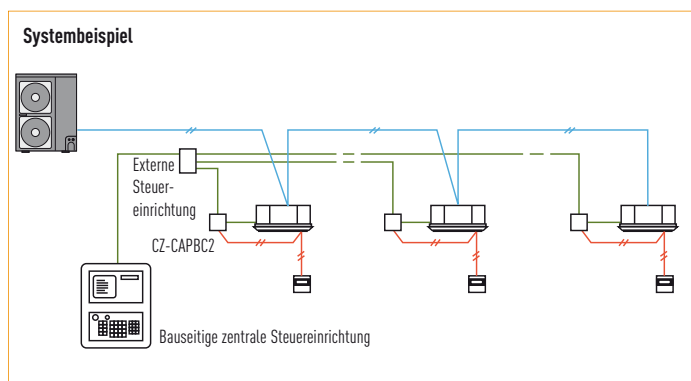 Systembeispiel
Externe
Steuer-
einrichtung
CZ-CAPBC2
Bauseitige zentrale Steuereinrichtung